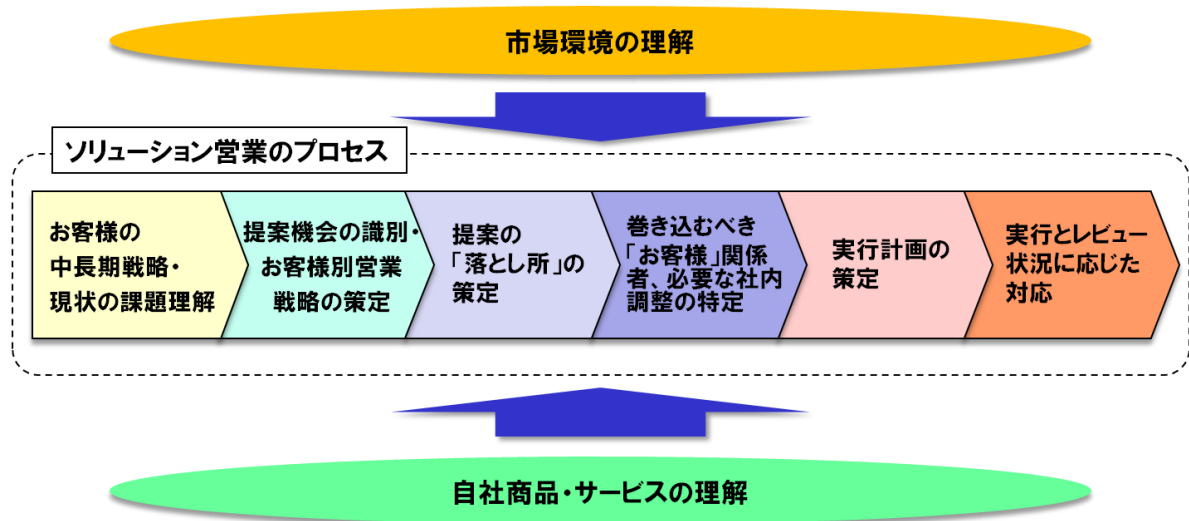 市場環境の理解
ソリューション営業のプロセス
お客様の
中長期戦略・
現状の課題理解
提案機会の識別・
お客様別営業
戦略の策定
提案の
「落とし所」の
策定
巻き込むべき
「お客様」関係
者、必要な社内
調整の特定
実行計画の
策定
実行とレビュー
状況に応じた
対応
自社商品・サービスの理解